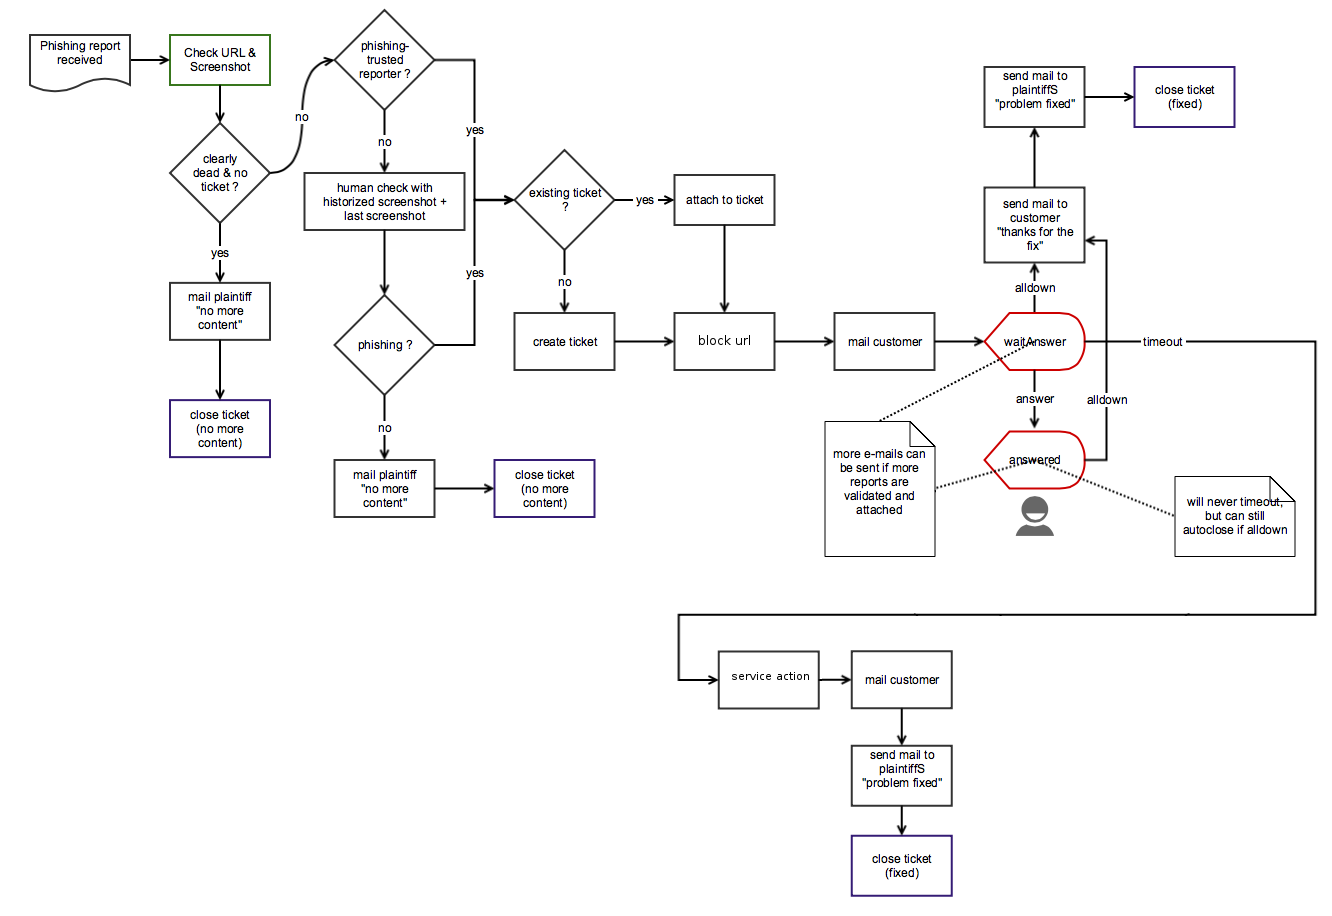 Phishing report
received
Check URL &
Screenshot
phishing-
trusted
reporter ?
no
yes
no
clearly
dead & no
ticket ?
yes
mail plaintiff
"no more
content"
close ticket
(no more
content)
human check with
historized screenshot +
last screenshot
yes
phishing ?
no
mail plaintiff
"no more
content"
close ticket
(no more
content)
existing ticket
?
yes
attach to ticket
no
create ticket
block url
mail customer
waitAnswer
timeout
alldown
send mail to
customer
"thanks for the
fix"
send mail to
plaintiffS
"problem fixed"
close ticket
(fixed)
answer
alldown
answered
more e-mails can
be sent if more
reports are
validated and
attached
will never timeout,
but can still
autoclose if alldown
service action
mail customer
send mail to
plaintiffS
"problem fixed"
close ticket
(fixed)